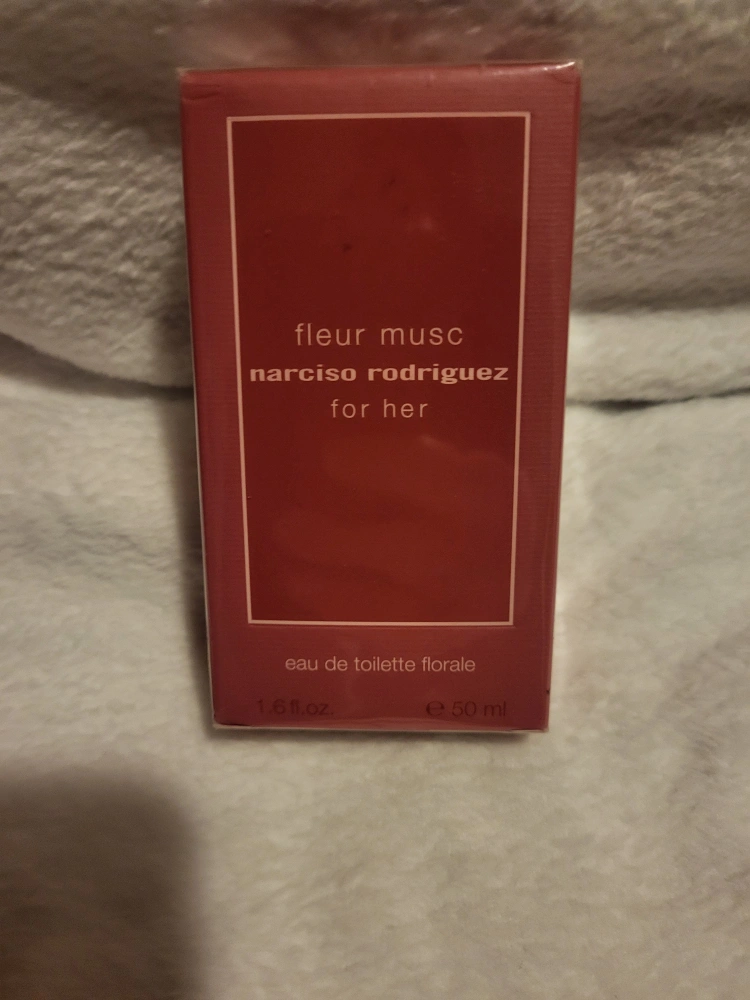 fleur musc
narciso rodriguez
for her
eau de toilette florale
1.6 fl.oz. ℮ 50 ml